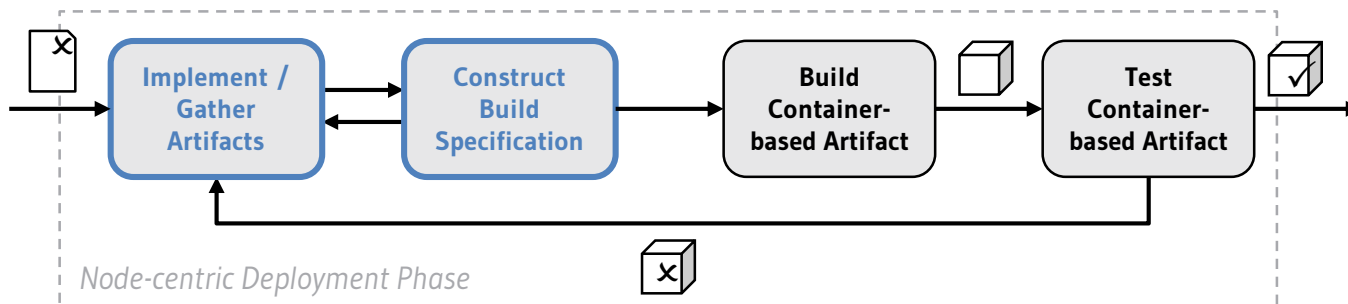 Implement /
Gather
Artifacts
Construct
Build
Specification
Build
Container-
based Artifact
Test
Container-
based Artifact
Node-centric Deployment Phase